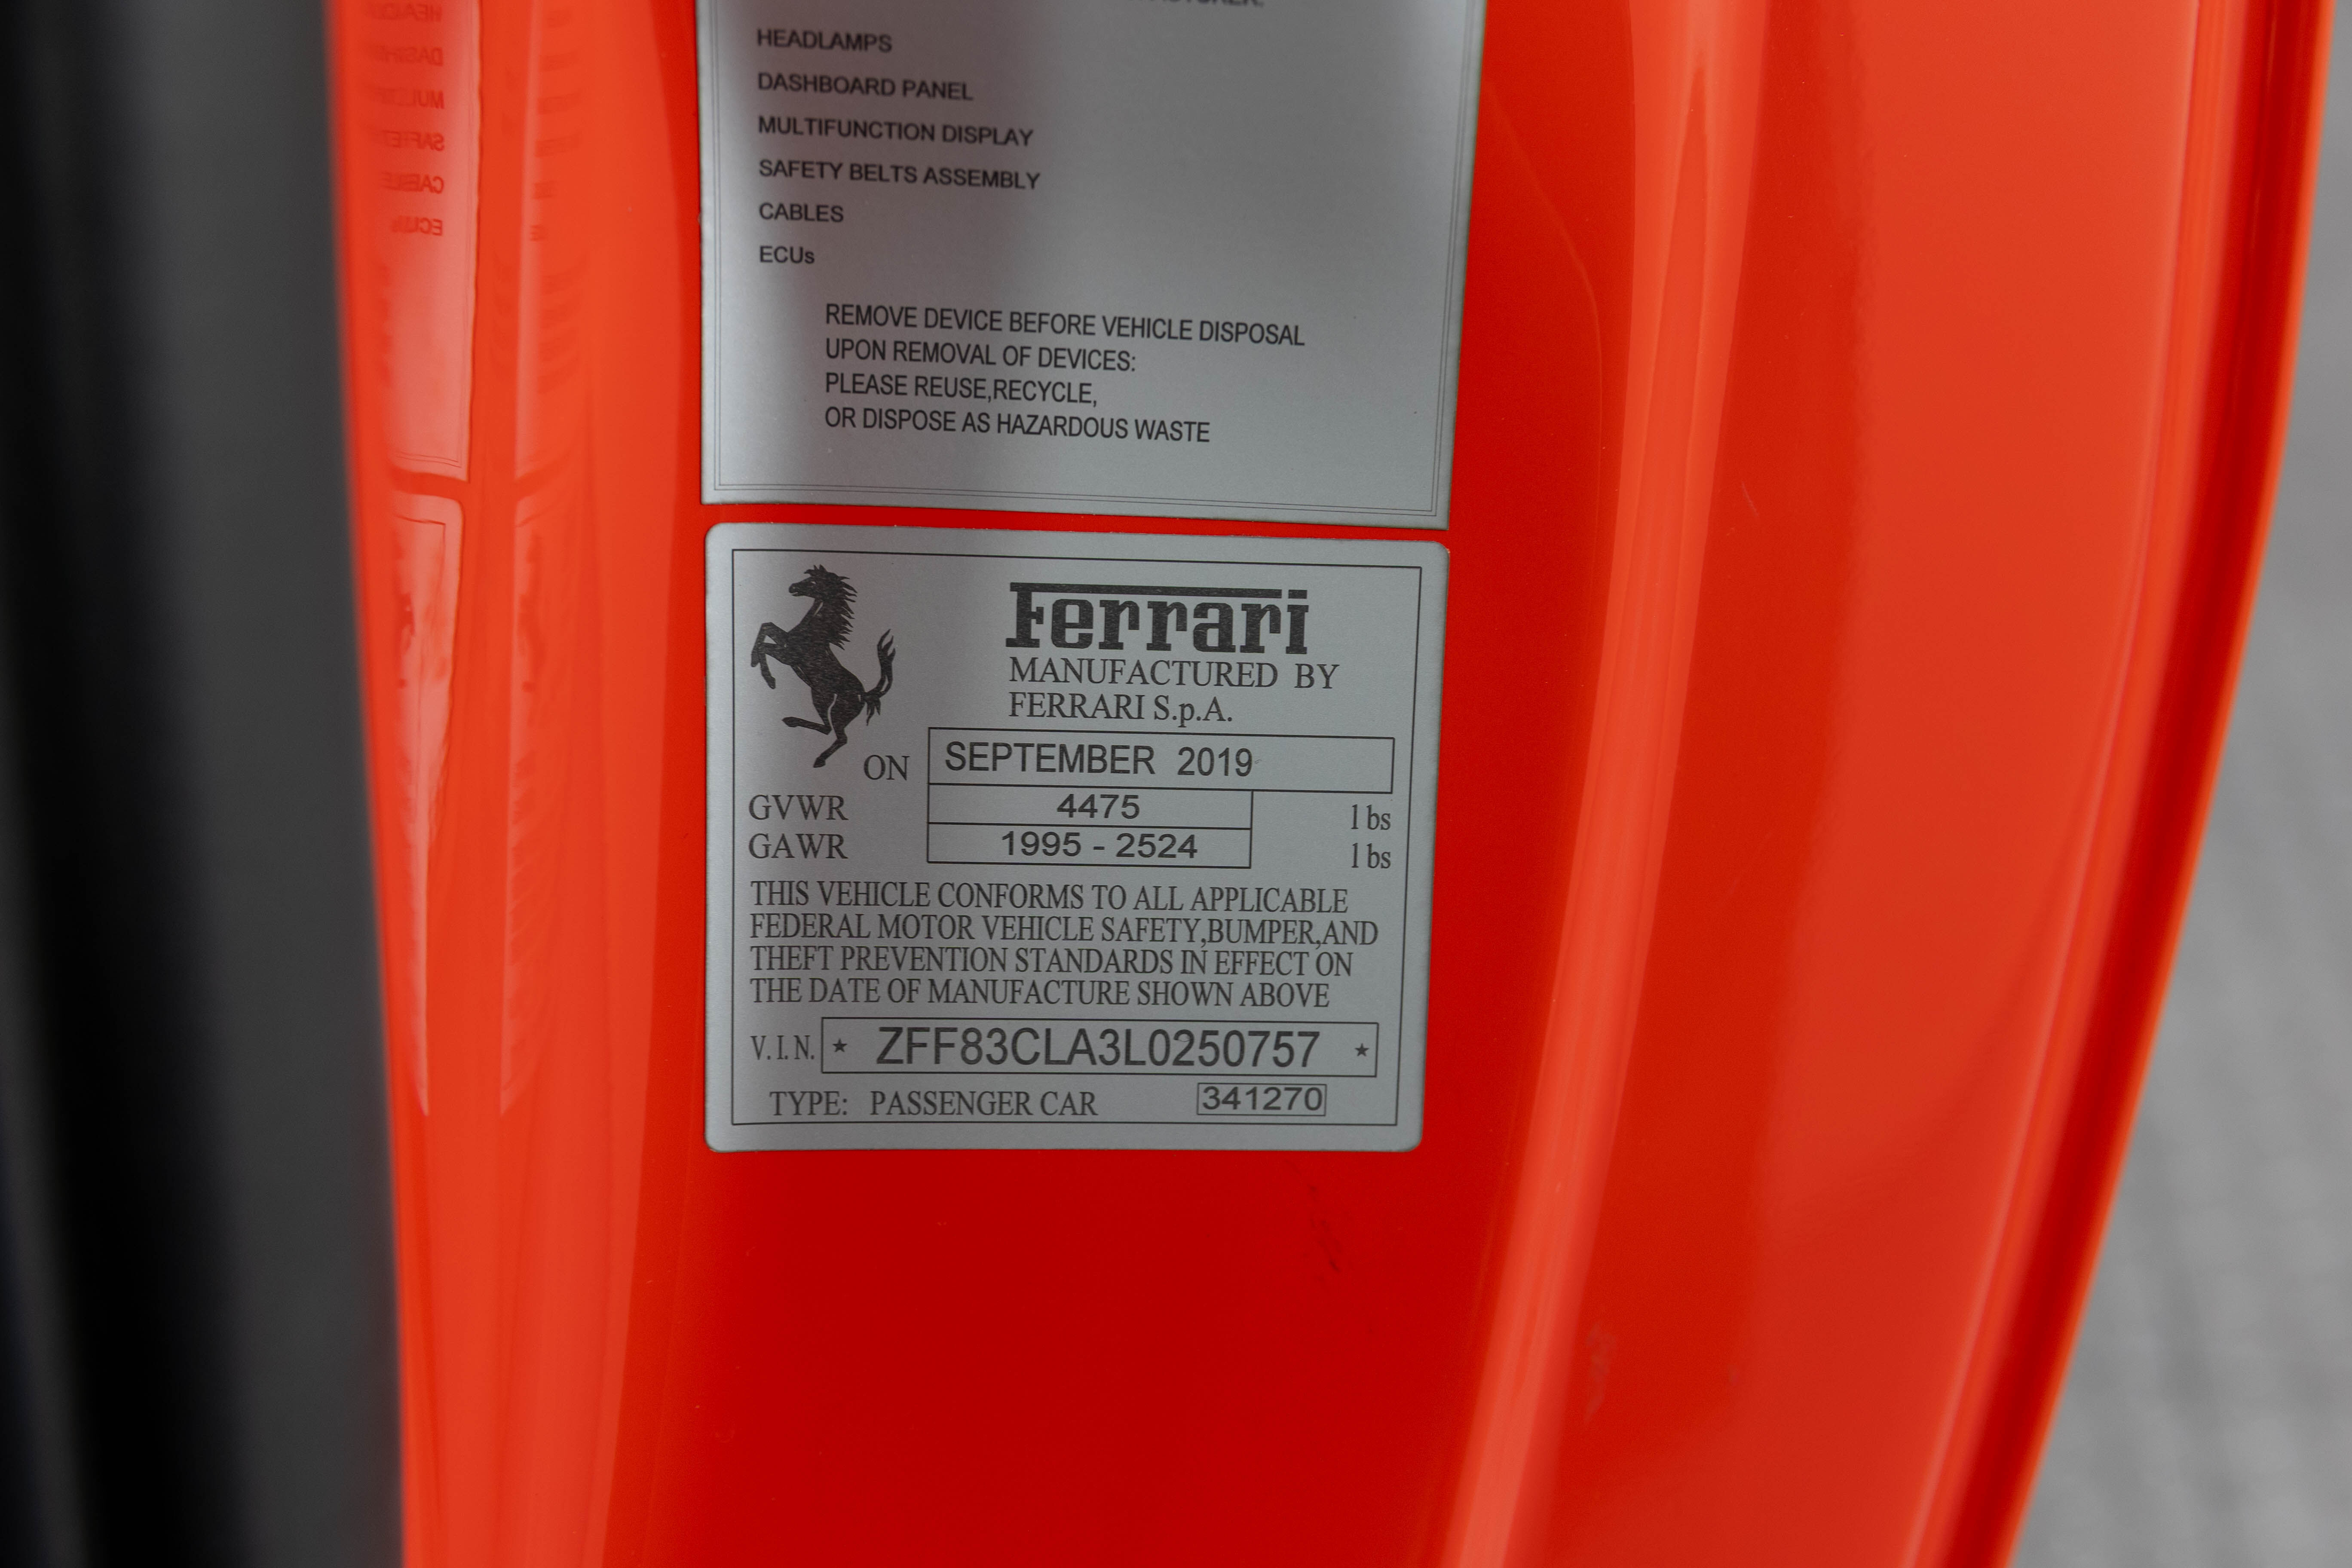 HEADLAMPS
DASHBOARD PANEL
MULTIFUNCTION DISPLAY
SAFETY BELTS ASSEMBLY
CABLES
ECUs
REMOVE DEVICE BEFORE VEHICLE DISPOSAL
UPON REMOVAL OF DEVICES:
PLEASE REUSE,RECYCLE,
OR DISPOSE AS HAZARDOUS WASTE
Ferrari
MANUFACTURED BY
FERRARI S.p.A.
ON SEPTEMBER 2019
GVWR 4475 lbs
GAWR 1995 - 2524 lbs
THIS VEHICLE CONFORMS TO ALL APPLICABLE
FEDERAL MOTOR VEHICLE SAFETY,BUMPER,AND
THEFT PREVENTION STANDARDS IN EFFECT ON
THE DATE OF MANUFACTURE SHOWN ABOVE
V.I.N. ★ ZFF83CLA3L0250757 ★
TYPE: PASSENGER CAR 341270